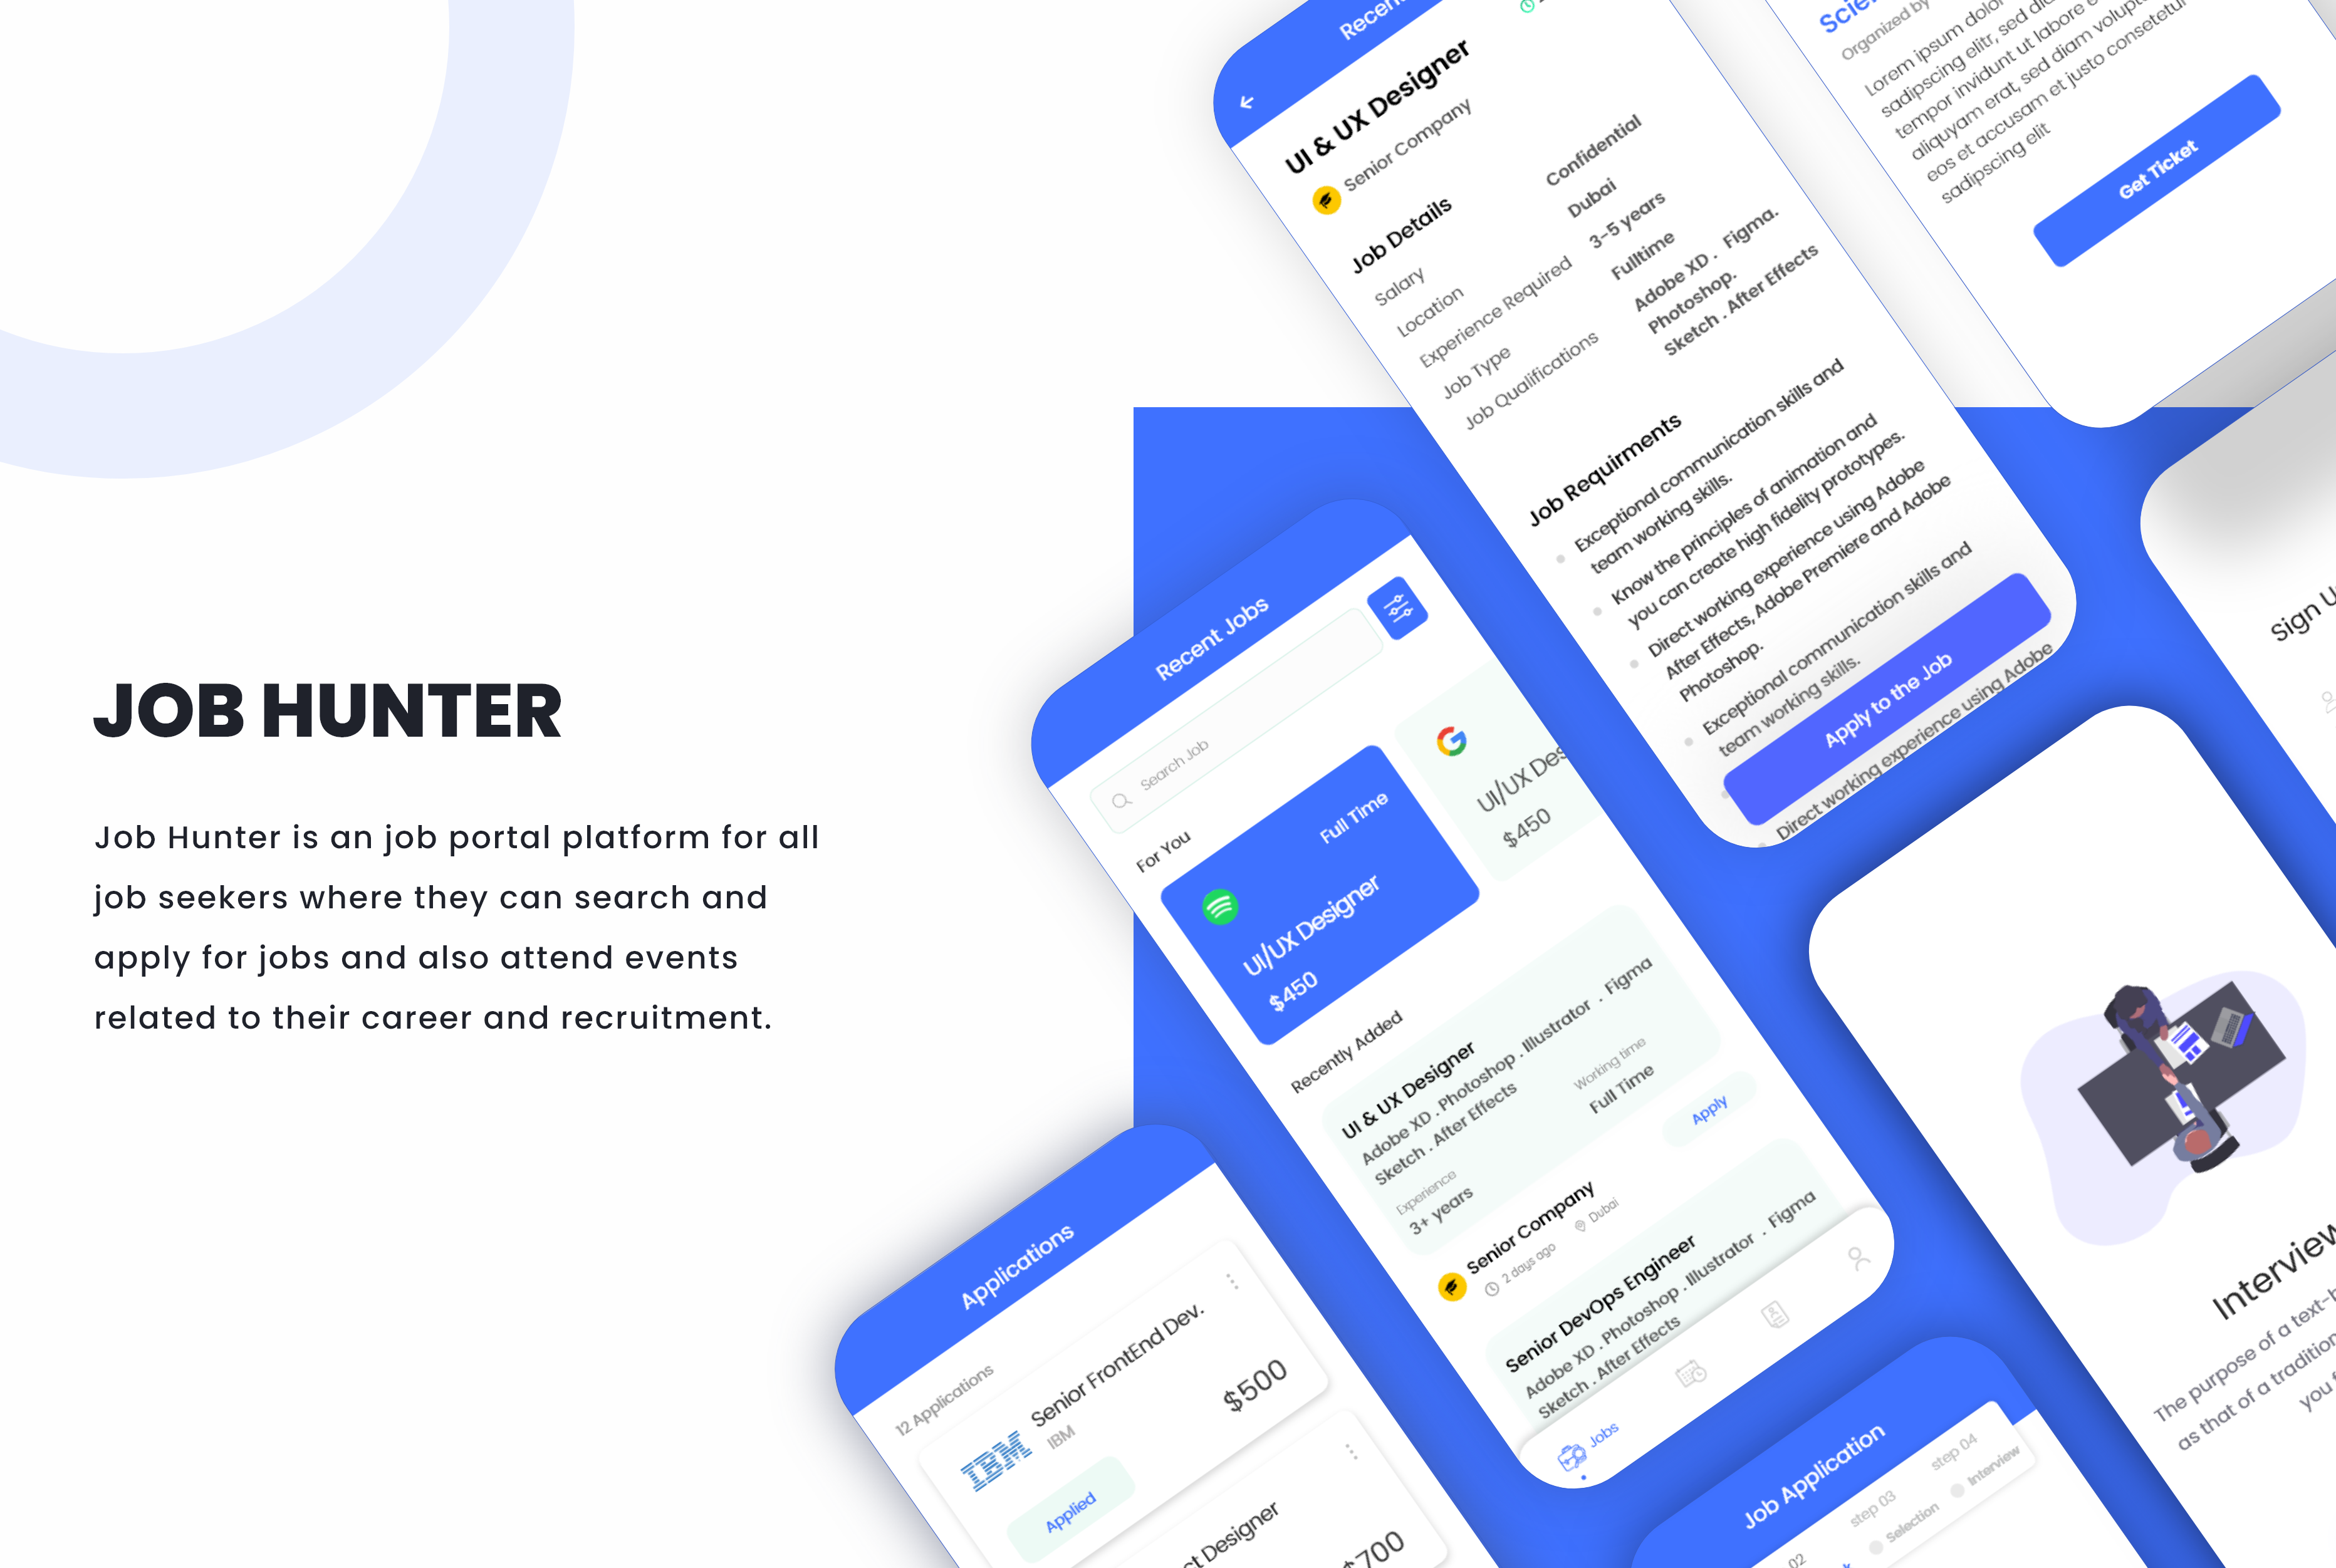 JOB HUNTER
Job Hunter is an job portal platform for all
job seekers where they can search and
apply for jobs and also attend events
related to their career and recruitment.
UI & UX Designer
Senior Company
Job Details
Salary
Confidential
Location
Dubai
Experience Required
3-5 years
Job Type
Fulltime
Job Qualifications
Adobe XD . Figma.
Photoshop.
Sketch . After Effects
Job Requirments
Exceptional communication skills and
team working skills.
Know the principles of animation and
you can create high fidelity prototypes.
Direct working experience using Adobe
After Effects, Adobe Premiere and Adobe
Photoshop.
Exceptional communication skills and
team working skills.
Apply to the Job
Direct working experience using Adobe
Organized by
Lorem ipsum dolor
sadipscing elitr, sed
tempor invidunt ut labore
aliquyam erat, sed diam
eos et accusam et justo consetetur
sadipscing elit
Get Ticket
Recent Jobs
Search Job
For You
Full Time
UI/UX Designer
$450
UI/UX Des
$450
Recently Added
UI & UX Designer
Adobe XD . Photoshop . Illustrator . Figma
Sketch . After Effects
Experience
3+ years
Working time
Full Time
Senior Company
2 days ago
Dubai
Apply
Senior DevOps Engineer
Adobe XD . Photoshop . Illustrator . Figma
Sketch . After Effects
Jobs
Applications
12 Applications
Senior FrontEnd Dev.
IBM
IBM
$500
Applied
Designer
$700
Sign
Interview
The purpose of a
as that of a
you
Job Application
02
step 03
Selection
step 04
Interview